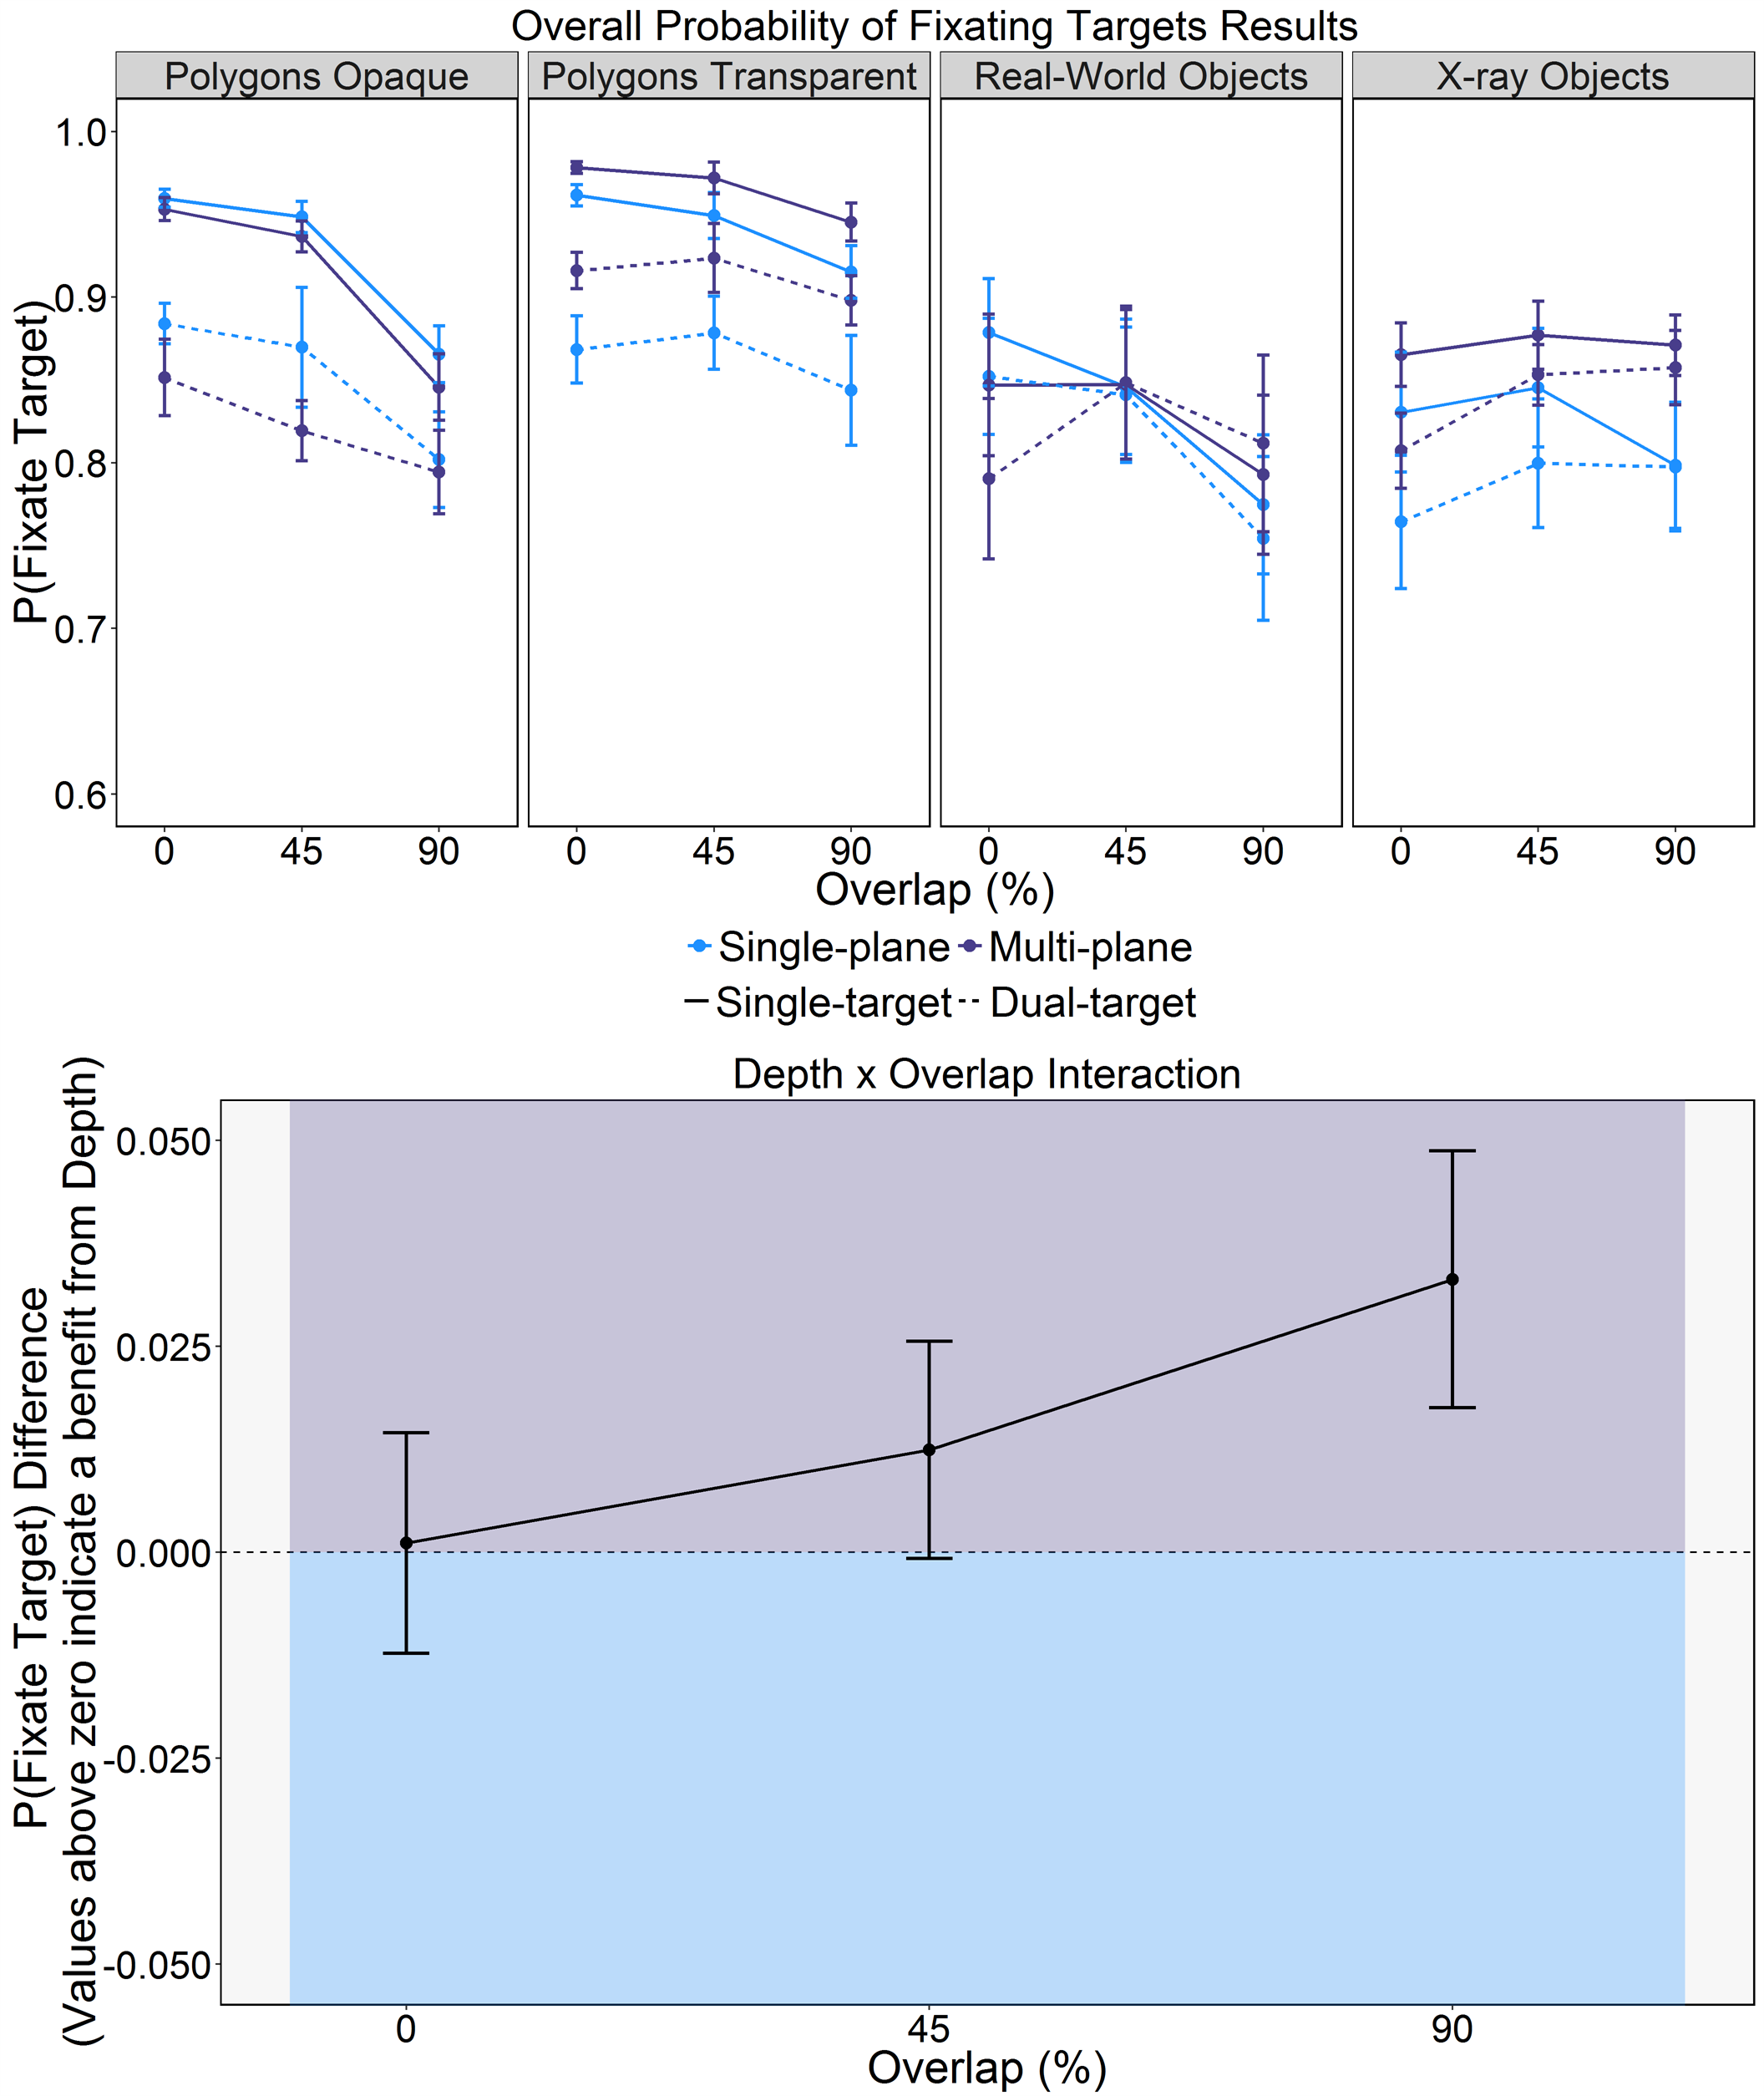 Overall Probability of Fixating Targets Results
Polygons Opaque
Polygons Transparent
Real-World Objects
X-ray Objects
P(Fixate Target)
1.0
0.9
0.8
0.7
0.6
0 45 90
0 45 90
0 45 90
0 45 90
Overlap (%)
Single-plane Multi-plane
Single-target Dual-target
Depth x Overlap Interaction
P(Fixate Target) Difference
(Values above zero indicate a benefit from Depth)
0.050
0.025
0.000
-0.025
-0.050
0 45 90
Overlap (%)